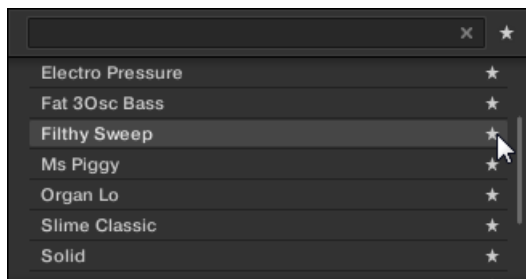 Electro Pressure
Fat 3Osc Bass
Filthy Sweep
Ms Piggy
Organ Lo
Slime Classic
Solid